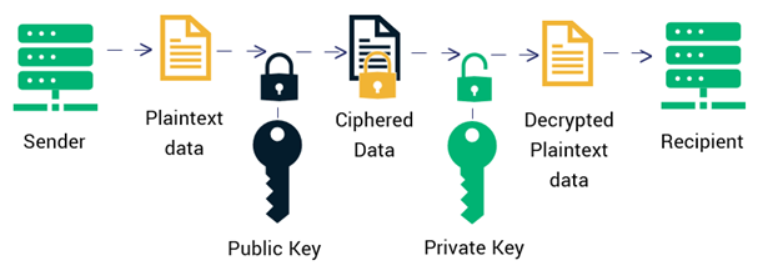 Sender
Plaintext
data
Ciphered
Data
Decrypted
Plaintext
data
Recipient
Public Key
Private Key